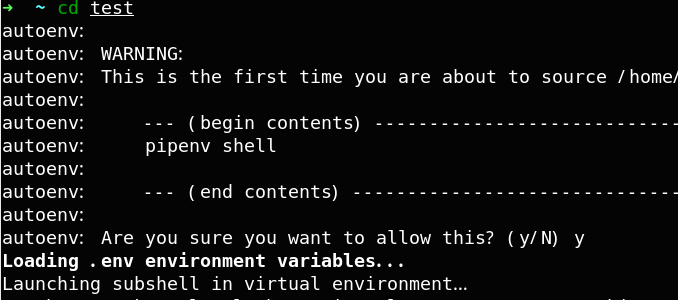 ➜ ~ cd test
autoenv:
autoenv: WARNING:
autoenv: This is the first time you are about to source /home/
autoenv:
autoenv: --- (begin contents) ----------------------------
autoenv: pipenv shell
autoenv:
autoenv: --- (end contents) ------------------------------
autoenv:
autoenv: Are you sure you want to allow this? (y/N) y
Loading .env environment variables...
Launching subshell in virtual environment...